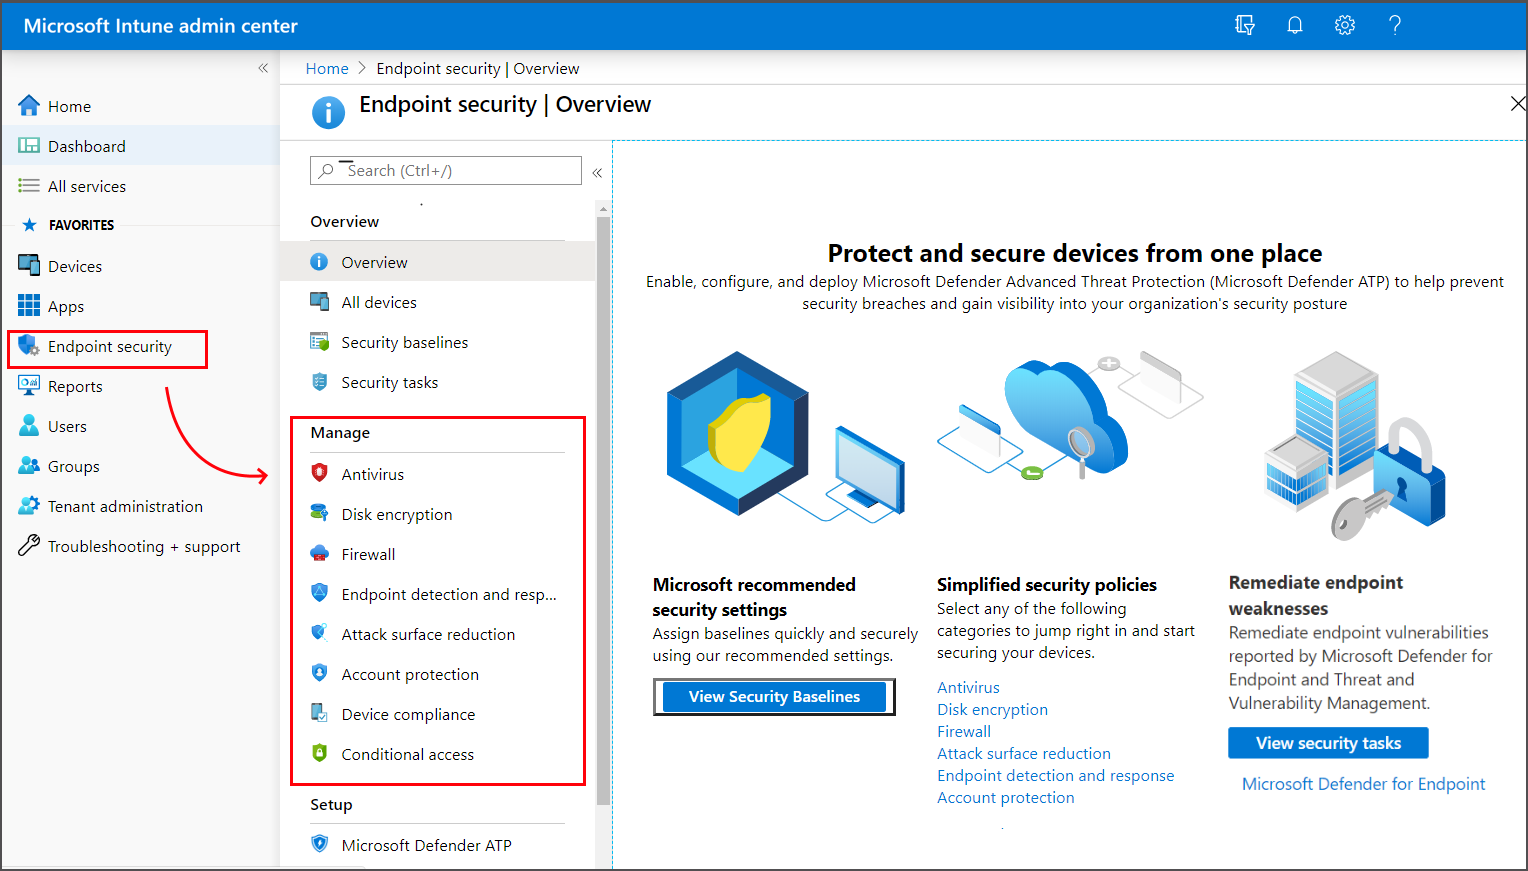 Microsoft Intune admin center
Home
Dashboard
All services
FAVORITES
Devices
Apps
Endpoint security
Reports
Users
Groups
Tenant administration
Troubleshooting + support
Home > Endpoint security | Overview
Endpoint security | Overview
Search (Ctrl+/)
Overview
Overview
All devices
Security baselines
Security tasks
Manage
Antivirus
Disk encryption
Firewall
Endpoint detection and resp...
Attack surface reduction
Account protection
Device compliance
Conditional access
Setup
Microsoft Defender ATP
Protect and secure devices from one place
Enable, configure, and deploy Microsoft Defender Advanced Threat Protection (Microsoft Defender ATP) to help prevent
security breaches and gain visibility into your organization's security posture
Microsoft recommended
security settings
Assign baselines quickly and securely
using our recommended settings.
View Security Baselines
Simplified security policies
Select any of the following
categories to jump right in and start
securing your devices.
Antivirus
Disk encryption
Firewall
Attack surface reduction
Endpoint detection and response
Account protection
Remediate endpoint
weaknesses
Remediate endpoint vulnerabilities
reported by Microsoft Defender for
Endpoint and Threat and
Vulnerability Management.
View security tasks
Microsoft Defender for Endpoint